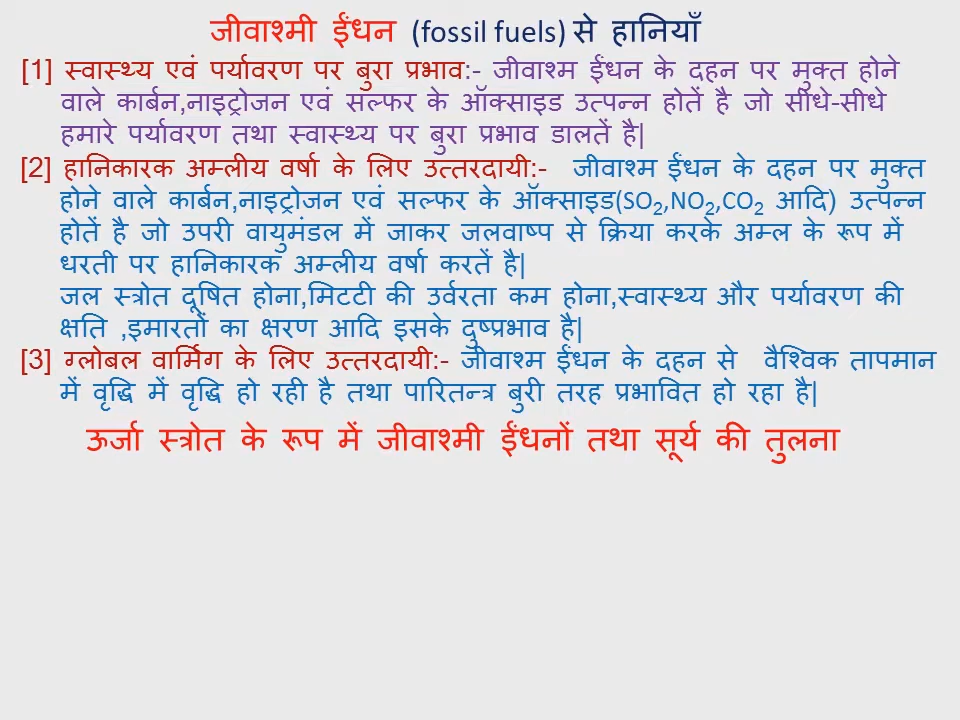 जीवाश्मी ईंधन (fossil fuels) से हानियाँ
[1] स्वास्थ्य एवं पर्यावरण पर बुरा प्रभाव:- जीवाश्म ईंधन के दहन पर मुक्त होने
वाले कार्बन,नाइट्रोजन एवं सल्फर के ऑक्साइड उत्पन्न होतें है जो सीधे-सीधे
हमारे पर्यावरण तथा स्वास्थ्य पर बुरा प्रभाव डालतें है|
[2] हानिकारक अम्लीय वर्षा के लिए उत्तरदायी:- जीवाश्म ईंधन के दहन पर मुक्त
होने वाले कार्बन,नाइट्रोजन एवं सल्फर के ऑक्साइड(SO₂,NO₂,CO₂ आदि) उत्पन्न
होतें है जो उपरी वायुमंडल में जाकर जलवाष्प से क्रिया करके अम्ल के रूप में
धरती पर हानिकारक अम्लीय वर्षा करतें है|
जल स्त्रोत दूषित होना,मिटटी की उर्वरता कम होना,स्वास्थ्य और पर्यावरण की
क्षति ,इमारतों का क्षरण आदि इसके दुष्प्रभाव है|
[3] ग्लोबल वार्मिग के लिए उत्तरदायी:- जीवाश्म ईंधन के दहन से वैश्विक तापमान
में वृद्धि में वृद्धि हो रही है तथा पारितन्त्र बुरी तरह प्रभावित हो रहा है|
ऊर्जा स्त्रोत के रूप में जीवाश्मी ईंधनों तथा सूर्य की तुलना